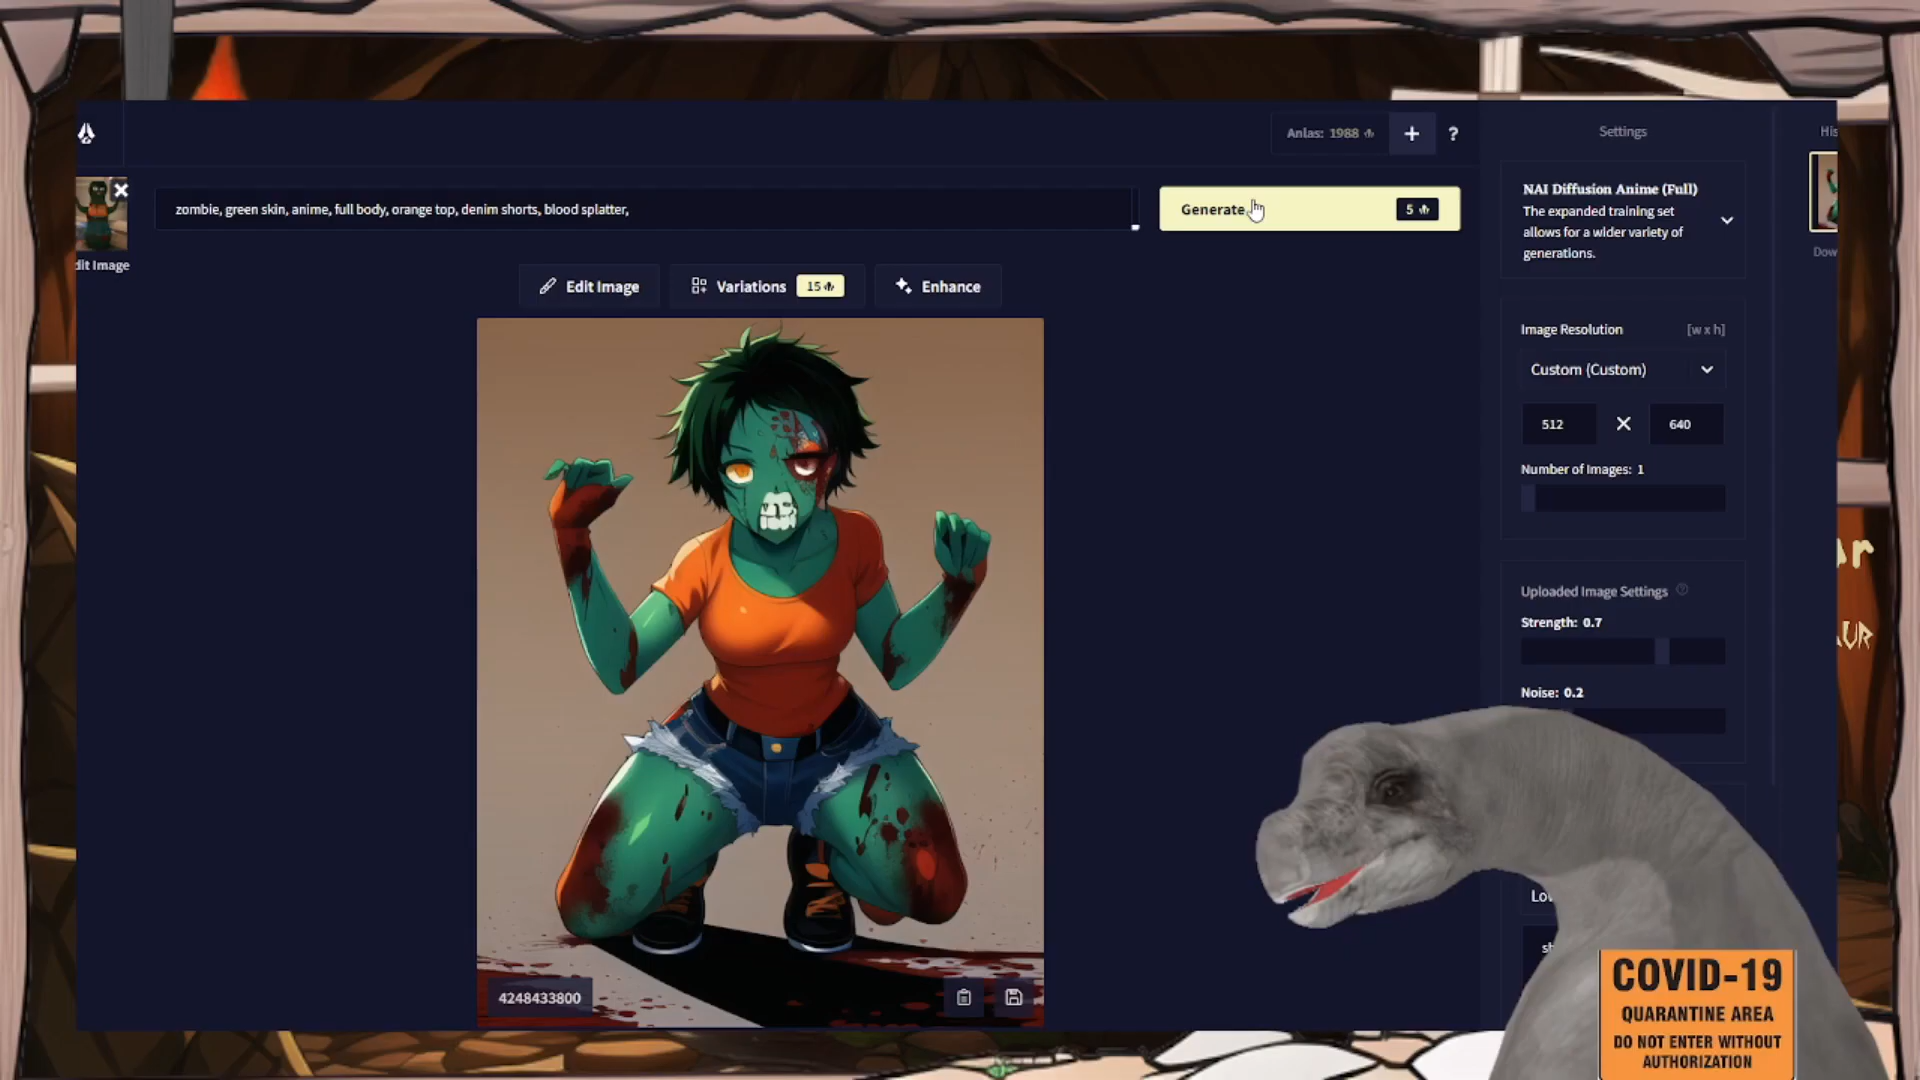 Anlas: 1988
+
?
Settings
His
zombie, green skin, anime, full body, orange top, denim shorts, blood splatter,
Generate
5
NAI Diffusion Anime (Full)
The expanded training set
allows for a wider variety of
generations.
dit Image
Dow
Edit Image
Variations
15
Enhance
Image Resolution
[w x h]
Custom (Custom)
512
640
Number of Images: 1
Uploaded Image Settings
Strength: 0.7
Noise: 0.2
4248433800
COVID-19
QUARANTINE AREA
DO NOT ENTER WITHOUT
AUTHORIZATION